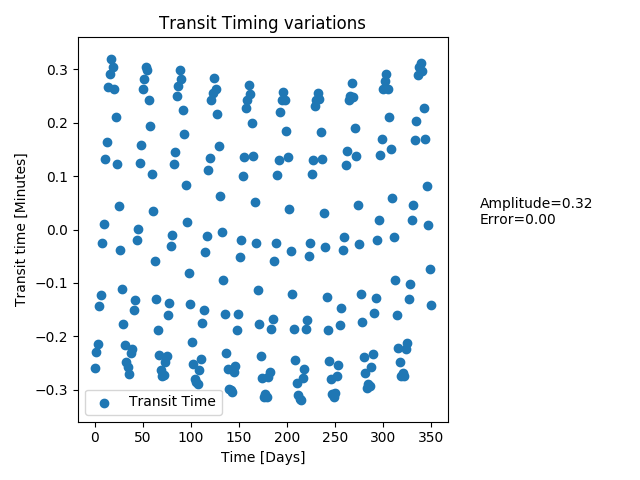 Transit Timing variations
Transit time [Minutes]
0.3
0.2
0.1
0.0
−0.1
−0.2
−0.3
Transit Time
0
50
100
150
200
250
300
350
Time [Days]
Amplitude=0.32
Error=0.00